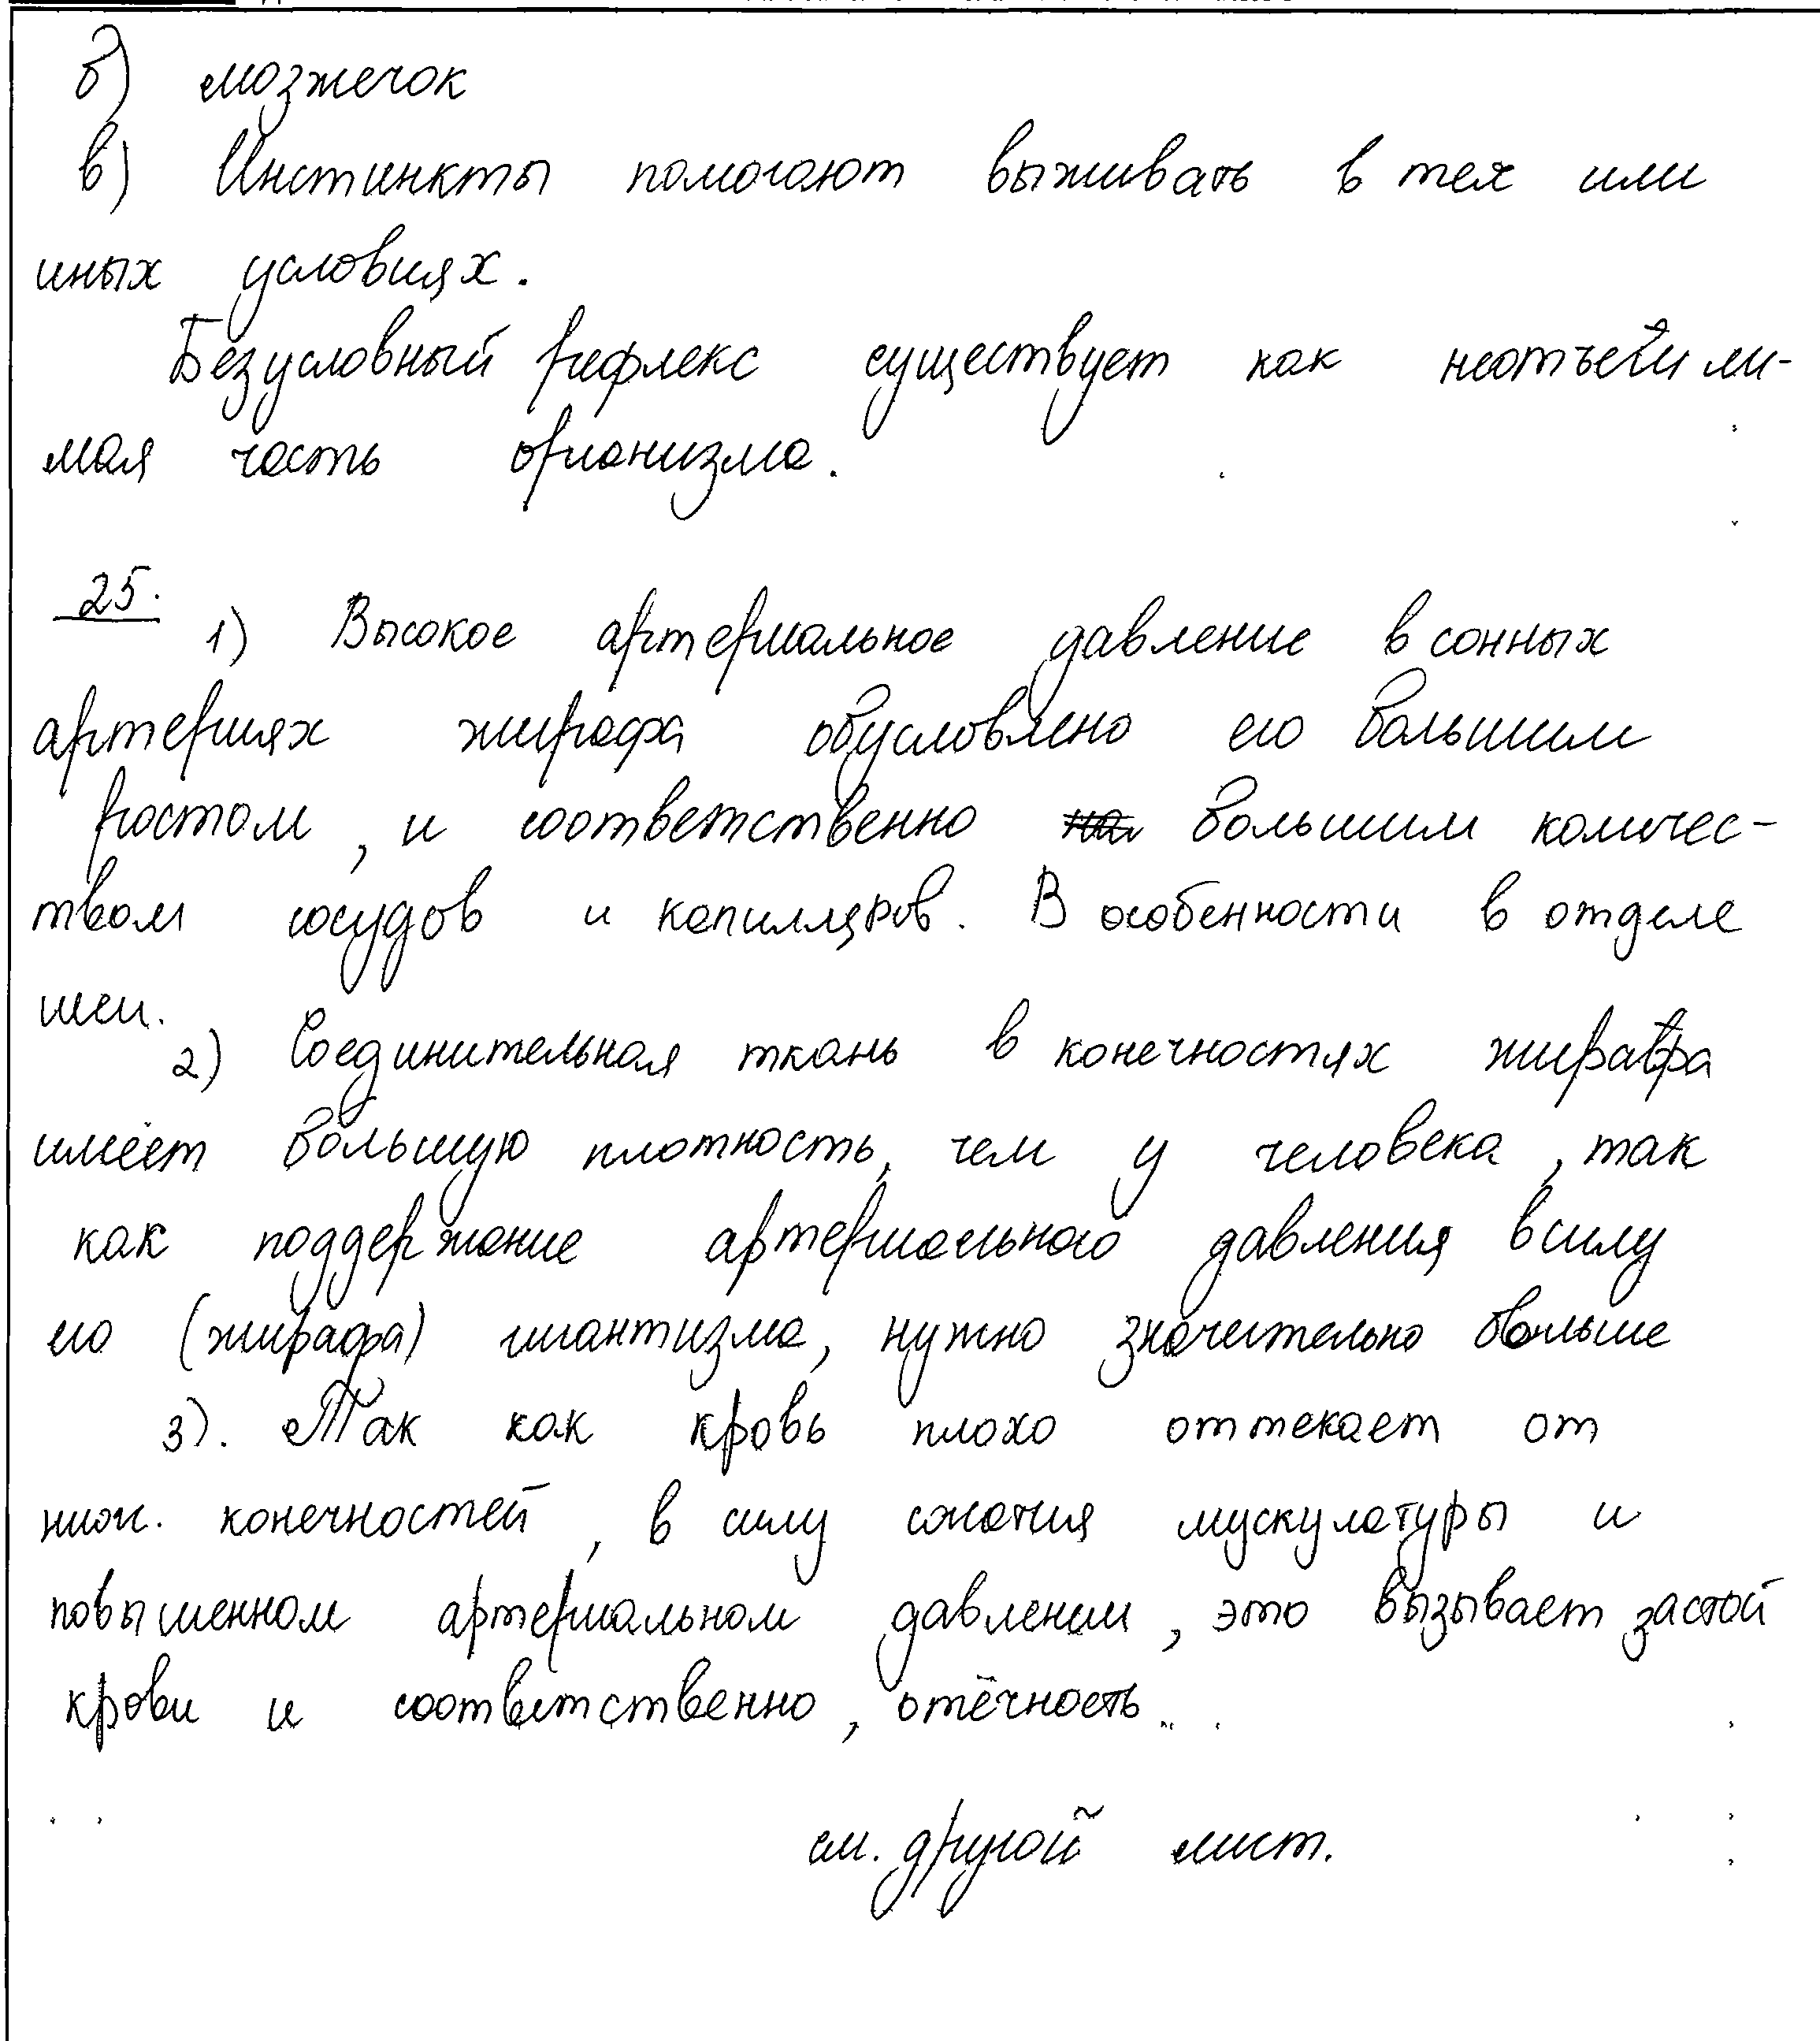 б) мозжечок
в) Инстинкты помогают выживать в тех или
иных условиях.
Безусловный рефлекс существует как
мая часть организма.
25.
1) Высокое артериальное давление в сонных
артериях жирафа обусловлено его большим
ростом, и соответственно большим количес-
твом сосудов и капилляров. В особенности в отделе
шеи.
2) Соединительная ткань в конечностях жирафа
имеет большую плотность, чем у человека, так
как поддержание артериального давления в силу
его (жирафа) гигантизма, нужно значительно больше
3). Так как кровь плохо оттекает от
ниж. конечностей, в силу сжатия мускулатуры и
повышенном артериальном давлении, это вызывает застой
крови и соответственно, отёчность.
см. другой лист.